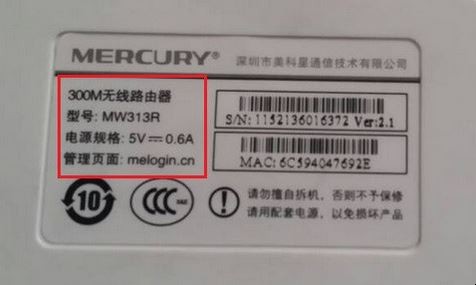 MERCURY® 深圳市美科星通信技术有限公司
300M无线路由器
型号: MW313R
电源规格: 5V⎓0.6A
管理页面: melogin.cn
S/N: 1152136016372 Ver:2.1
MAC: 6C594047692E
10
CCC
请勿擅自拆机，否则不予保修
请用配套电源，以免损坏产品